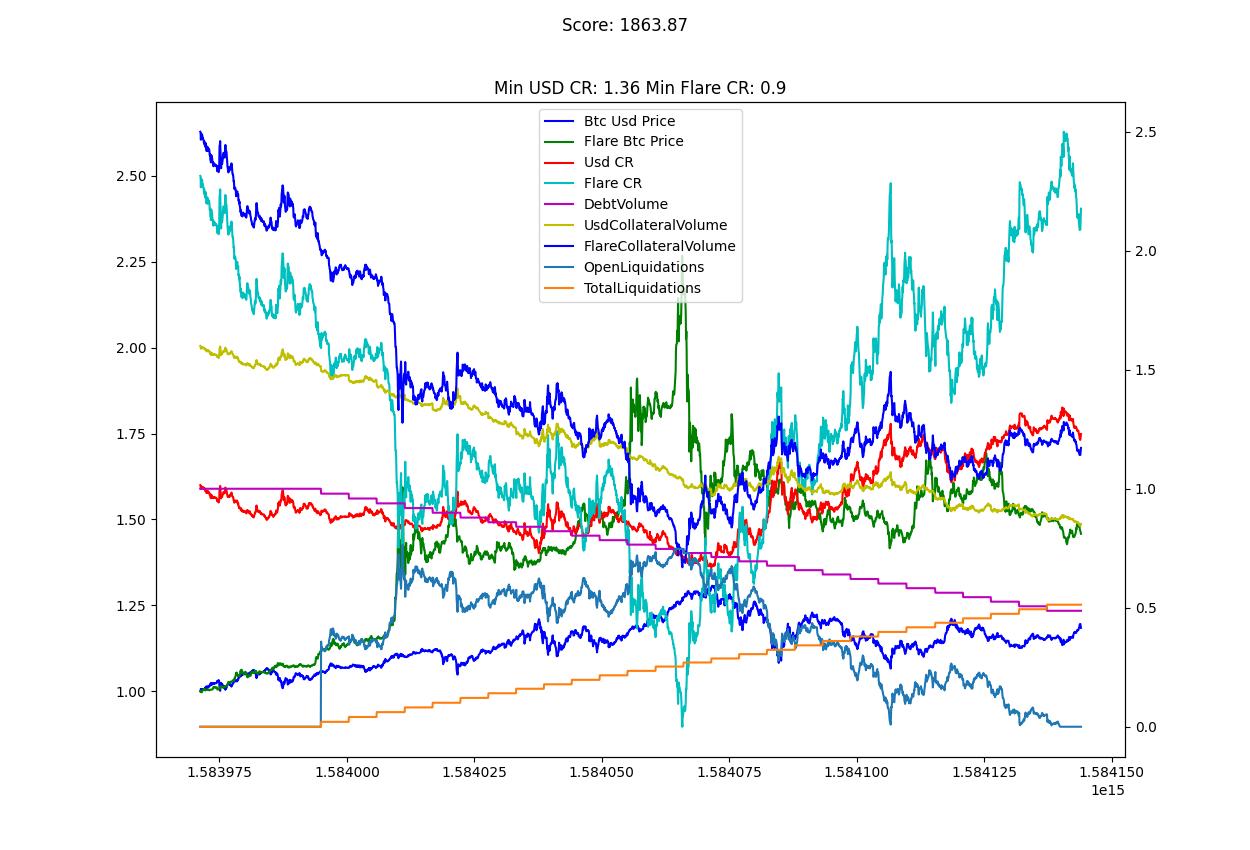 Score: 1863.87
Min USD CR: 1.36 Min Flare CR: 0.9
Btc Usd Price
Flare Btc Price
Usd CR
Flare CR
DebtVolume
UsdCollateralVolume
FlareCollateralVolume
OpenLiquidations
TotalLiquidations
2.50
2.25
2.00
1.75
1.50
1.25
1.00
2.5
2.0
1.5
1.0
0.5
0.0
1.583975 1.584000 1.584025 1.584050 1.584075 1.584100 1.584125 1.584150
1e15